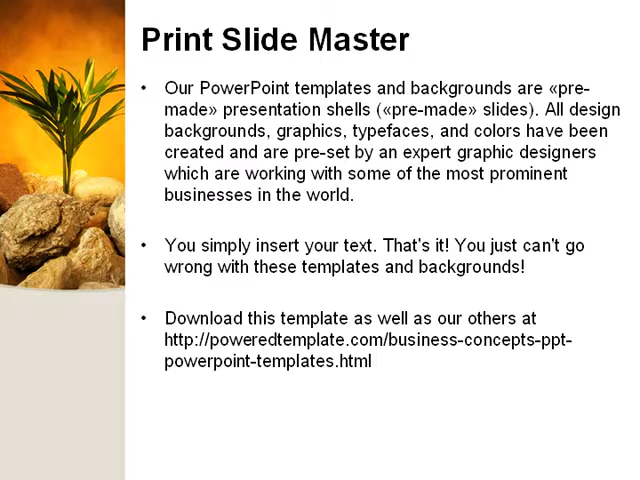 Print Slide Master
• Our PowerPoint templates and backgrounds are «pre-
made» presentation shells («pre-made» slides). All design
backgrounds, graphics, typefaces, and colors have been
created and are pre-set by an expert graphic designers
which are working with some of the most prominent
businesses in the world.
• You simply insert your text. That's it! You just can't go
wrong with these templates and backgrounds!
• Download this template as well as our others at
http://poweredtemplate.com/business-concepts-ppt-
powerpoint-templates.html